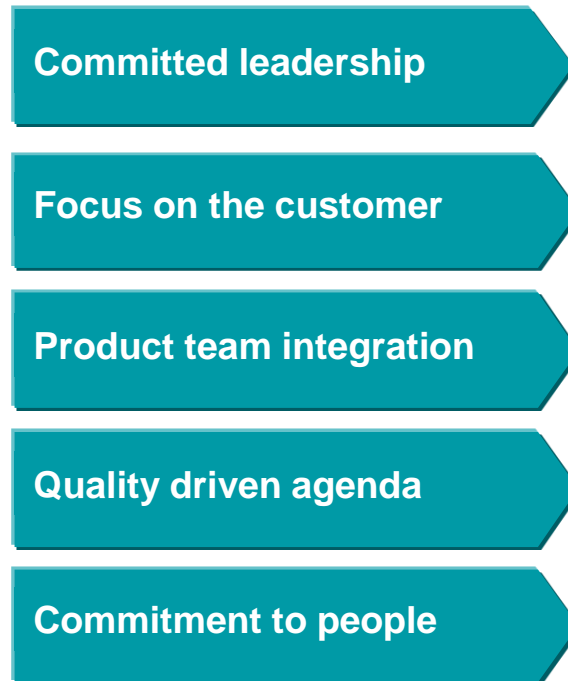 Committed leadership
Focus on the customer
Product team integration
Quality driven agenda
Commitment to people